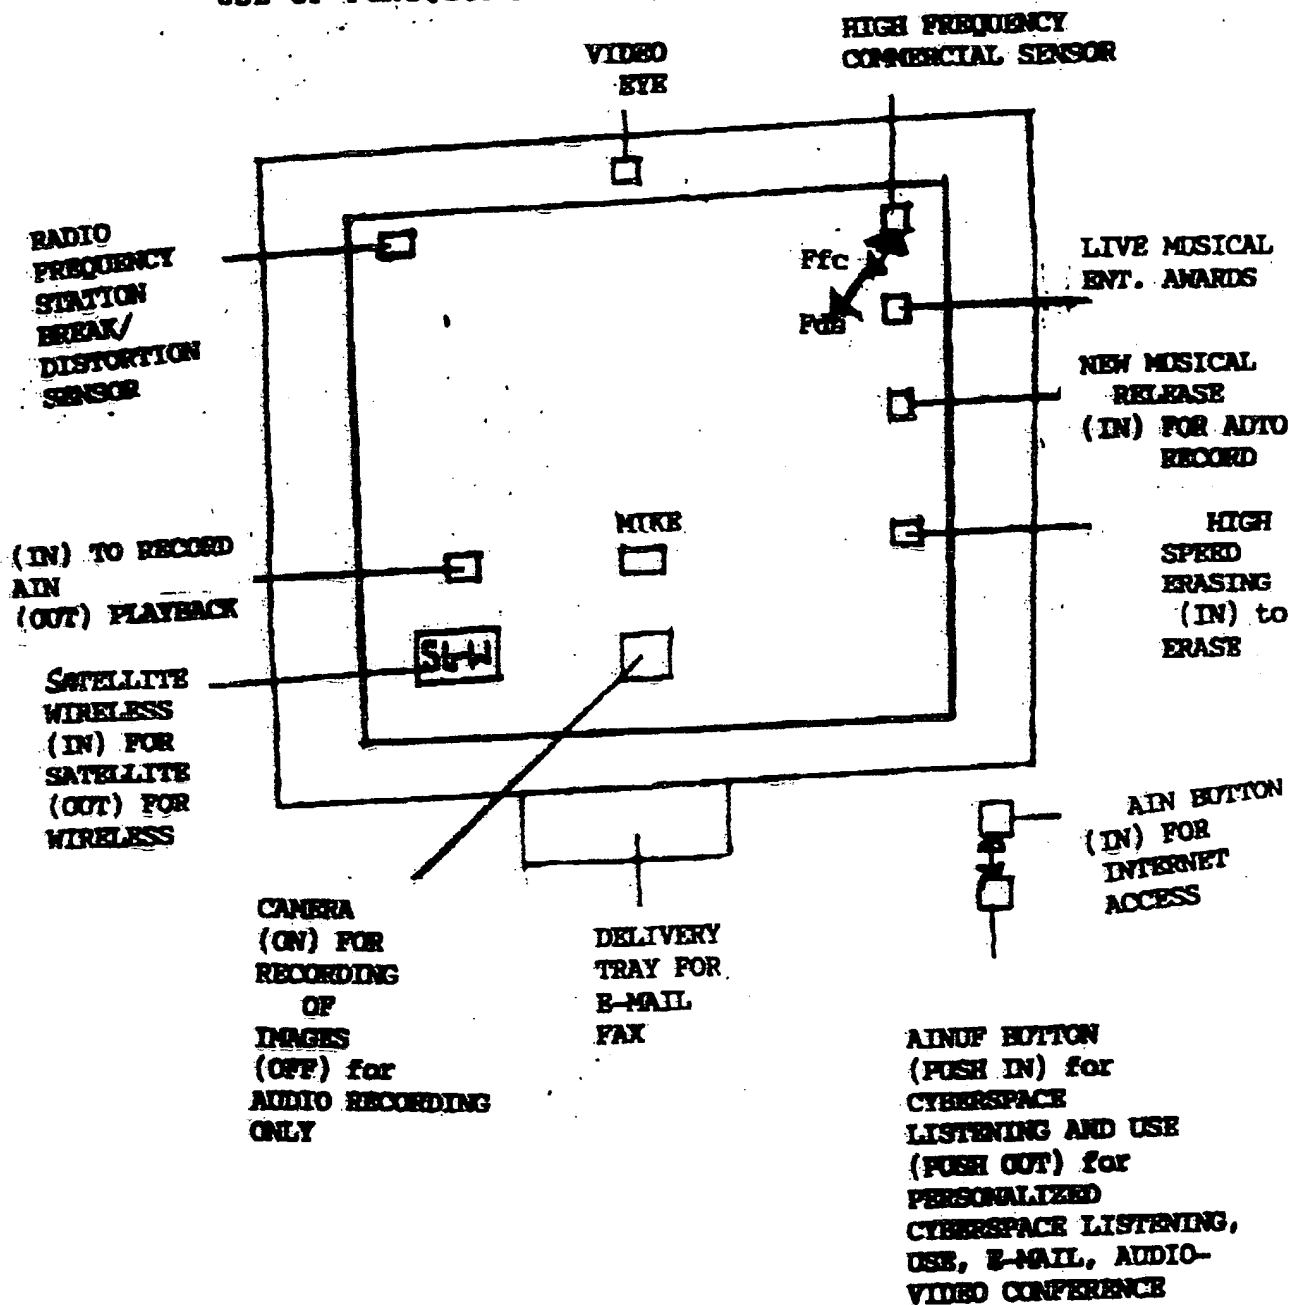 USE OF
VIDEO
EYE
HIGH FREQUENCY
COMMERCIAL SENSOR
RADIO
FREQUENCY
STATION
BREAK/
DISTORTION
SENSOR
Ffc
LIVE MUSICAL
ENT. AWARDS
NEW MUSICAL
RELEASE
(IN) FOR AUTO
RECORD
MIKE
HIGH
SPEED
ERASING
(IN) to
ERASE
(IN) TO RECORD
AIN
(OUT) PLAYBACK
SL-W
SATELLITE
WIRELESS
(IN) FOR
SATELLITE
(OUT) FOR
WIRELESS
AIN BUTTON
(IN) FOR
INTERNET
ACCESS
CAMERA
(ON) FOR
RECORDING
OF
IMAGES
(OFF) for
AUDIO RECORDING
ONLY
DELIVERY
TRAY FOR
E-MAIL
FAX
AINUF BUTTON
(PUSH IN) for
CYBERSPACE
LISTENING AND USE
(PUSH OUT) for
PERSONALIZED
CYBERSPACE LISTENING,
USE, E-MAIL, AUDIO-
VIDEO CONFERENCE